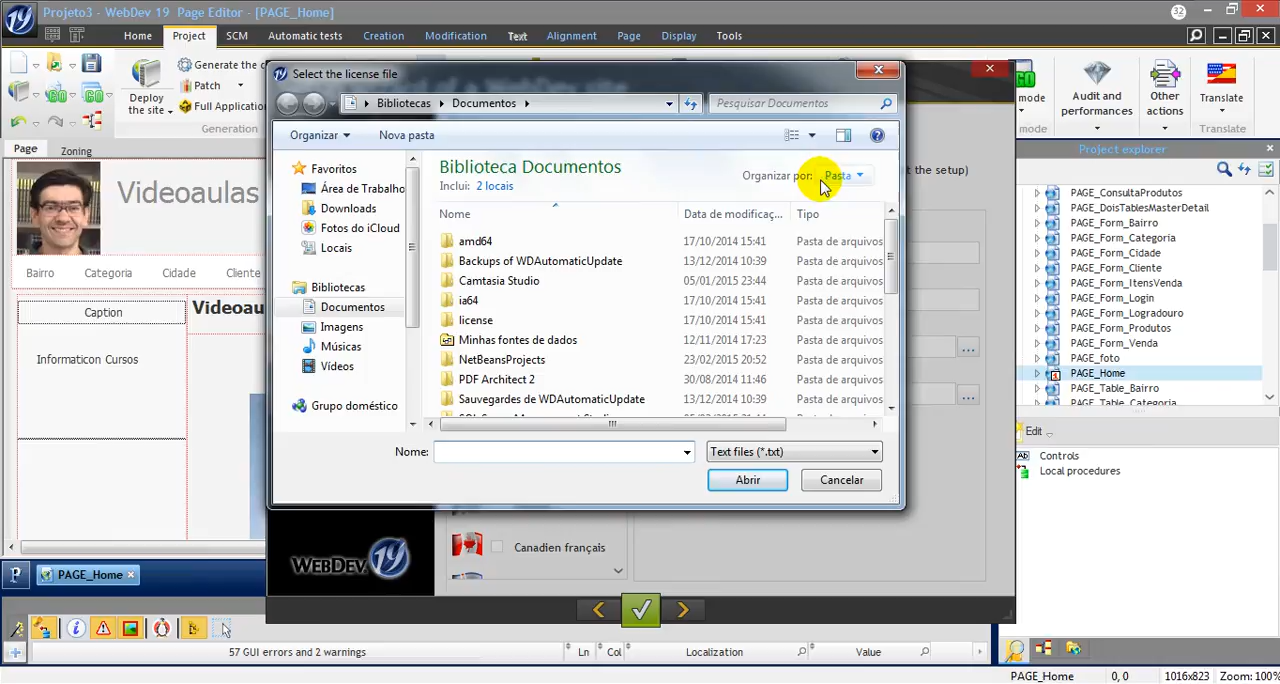 Projeto3 - WebDev 19 Page Editor - [PAGE_Home]
32
Home Project SCM Automatic tests Creation Modification Text Alignment Page Display Tools
Generate the c
Patch
Full Application
Deploy
the site
Generation
mode
mode
Audit and
performances
Other
actions
Translate
Translate
Page Zoning
Videoaulas
Bairro Categoria Cidade Cliente
Caption
Videoau
Informaticon Cursos
Select the license file
Bibliotecas Documentos
Pesquisar Documentos
Organizar Nova pasta
Favoritos
Área de Trabalho
Downloads
Fotos do iCloud
Locais
Bibliotecas
Documentos
Imagens
Músicas
Vídeos
Grupo doméstico
Biblioteca Documentos
Inclui: 2 locais
Organizar por: Pasta
Nome Data de modificaç... Tipo
amd64 17/10/2014 15:41 Pasta de arquivos
Backups of WDAutomaticUpdate 13/12/2014 10:39 Pasta de arquivos
Camtasia Studio 05/01/2015 23:44 Pasta de arquivos
ia64 17/10/2014 15:41 Pasta de arquivos
license 17/10/2014 15:41 Pasta de arquivos
Minhas fontes de dados 12/11/2014 17:23 Pasta de arquivos
NetBeansProjects 23/02/2015 20:52 Pasta de arquivos
PDF Architect 2 30/08/2014 11:46 Pasta de arquivos
Sauvegardes de WDAutomaticUpdate 13/12/2014 10:39 Pasta de arquivos
Nome:
Text files (*.txt)
Abrir Cancelar
t the setup)
WEBDEV 19
Canadien français
Project explorer
PAGE_ConsultaProdutos
PAGE_DoisTablesMasterDetail
PAGE_Form_Bairro
PAGE_Form_Categoria
PAGE_Form_Cidade
PAGE_Form_Cliente
PAGE_Form_ItensVenda
PAGE_Form_Login
PAGE_Form_Logradouro
PAGE_Form_Produtos
PAGE_Form_Venda
PAGE_foto
PAGE_Home
PAGE_Table_Bairro
PAGE_Table_Categoria
Edit
Controls
Local procedures
PAGE_Home
57 GUI errors and 2 warnings Ln Col Localization Value
PAGE_Home 0, 0 1016x823 Zoom: 100%